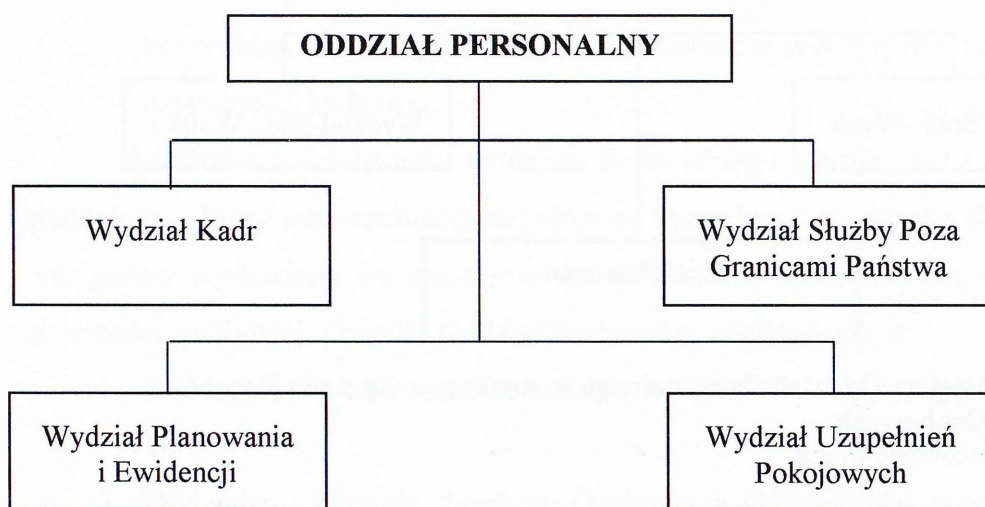 ODDZIAŁ PERSONALNY
Wydział Kadr
Wydział Służby Poza
Granicami Państwa
Wydział Planowania
i Ewidencji
Wydział Uzupełnień
Pokojowych